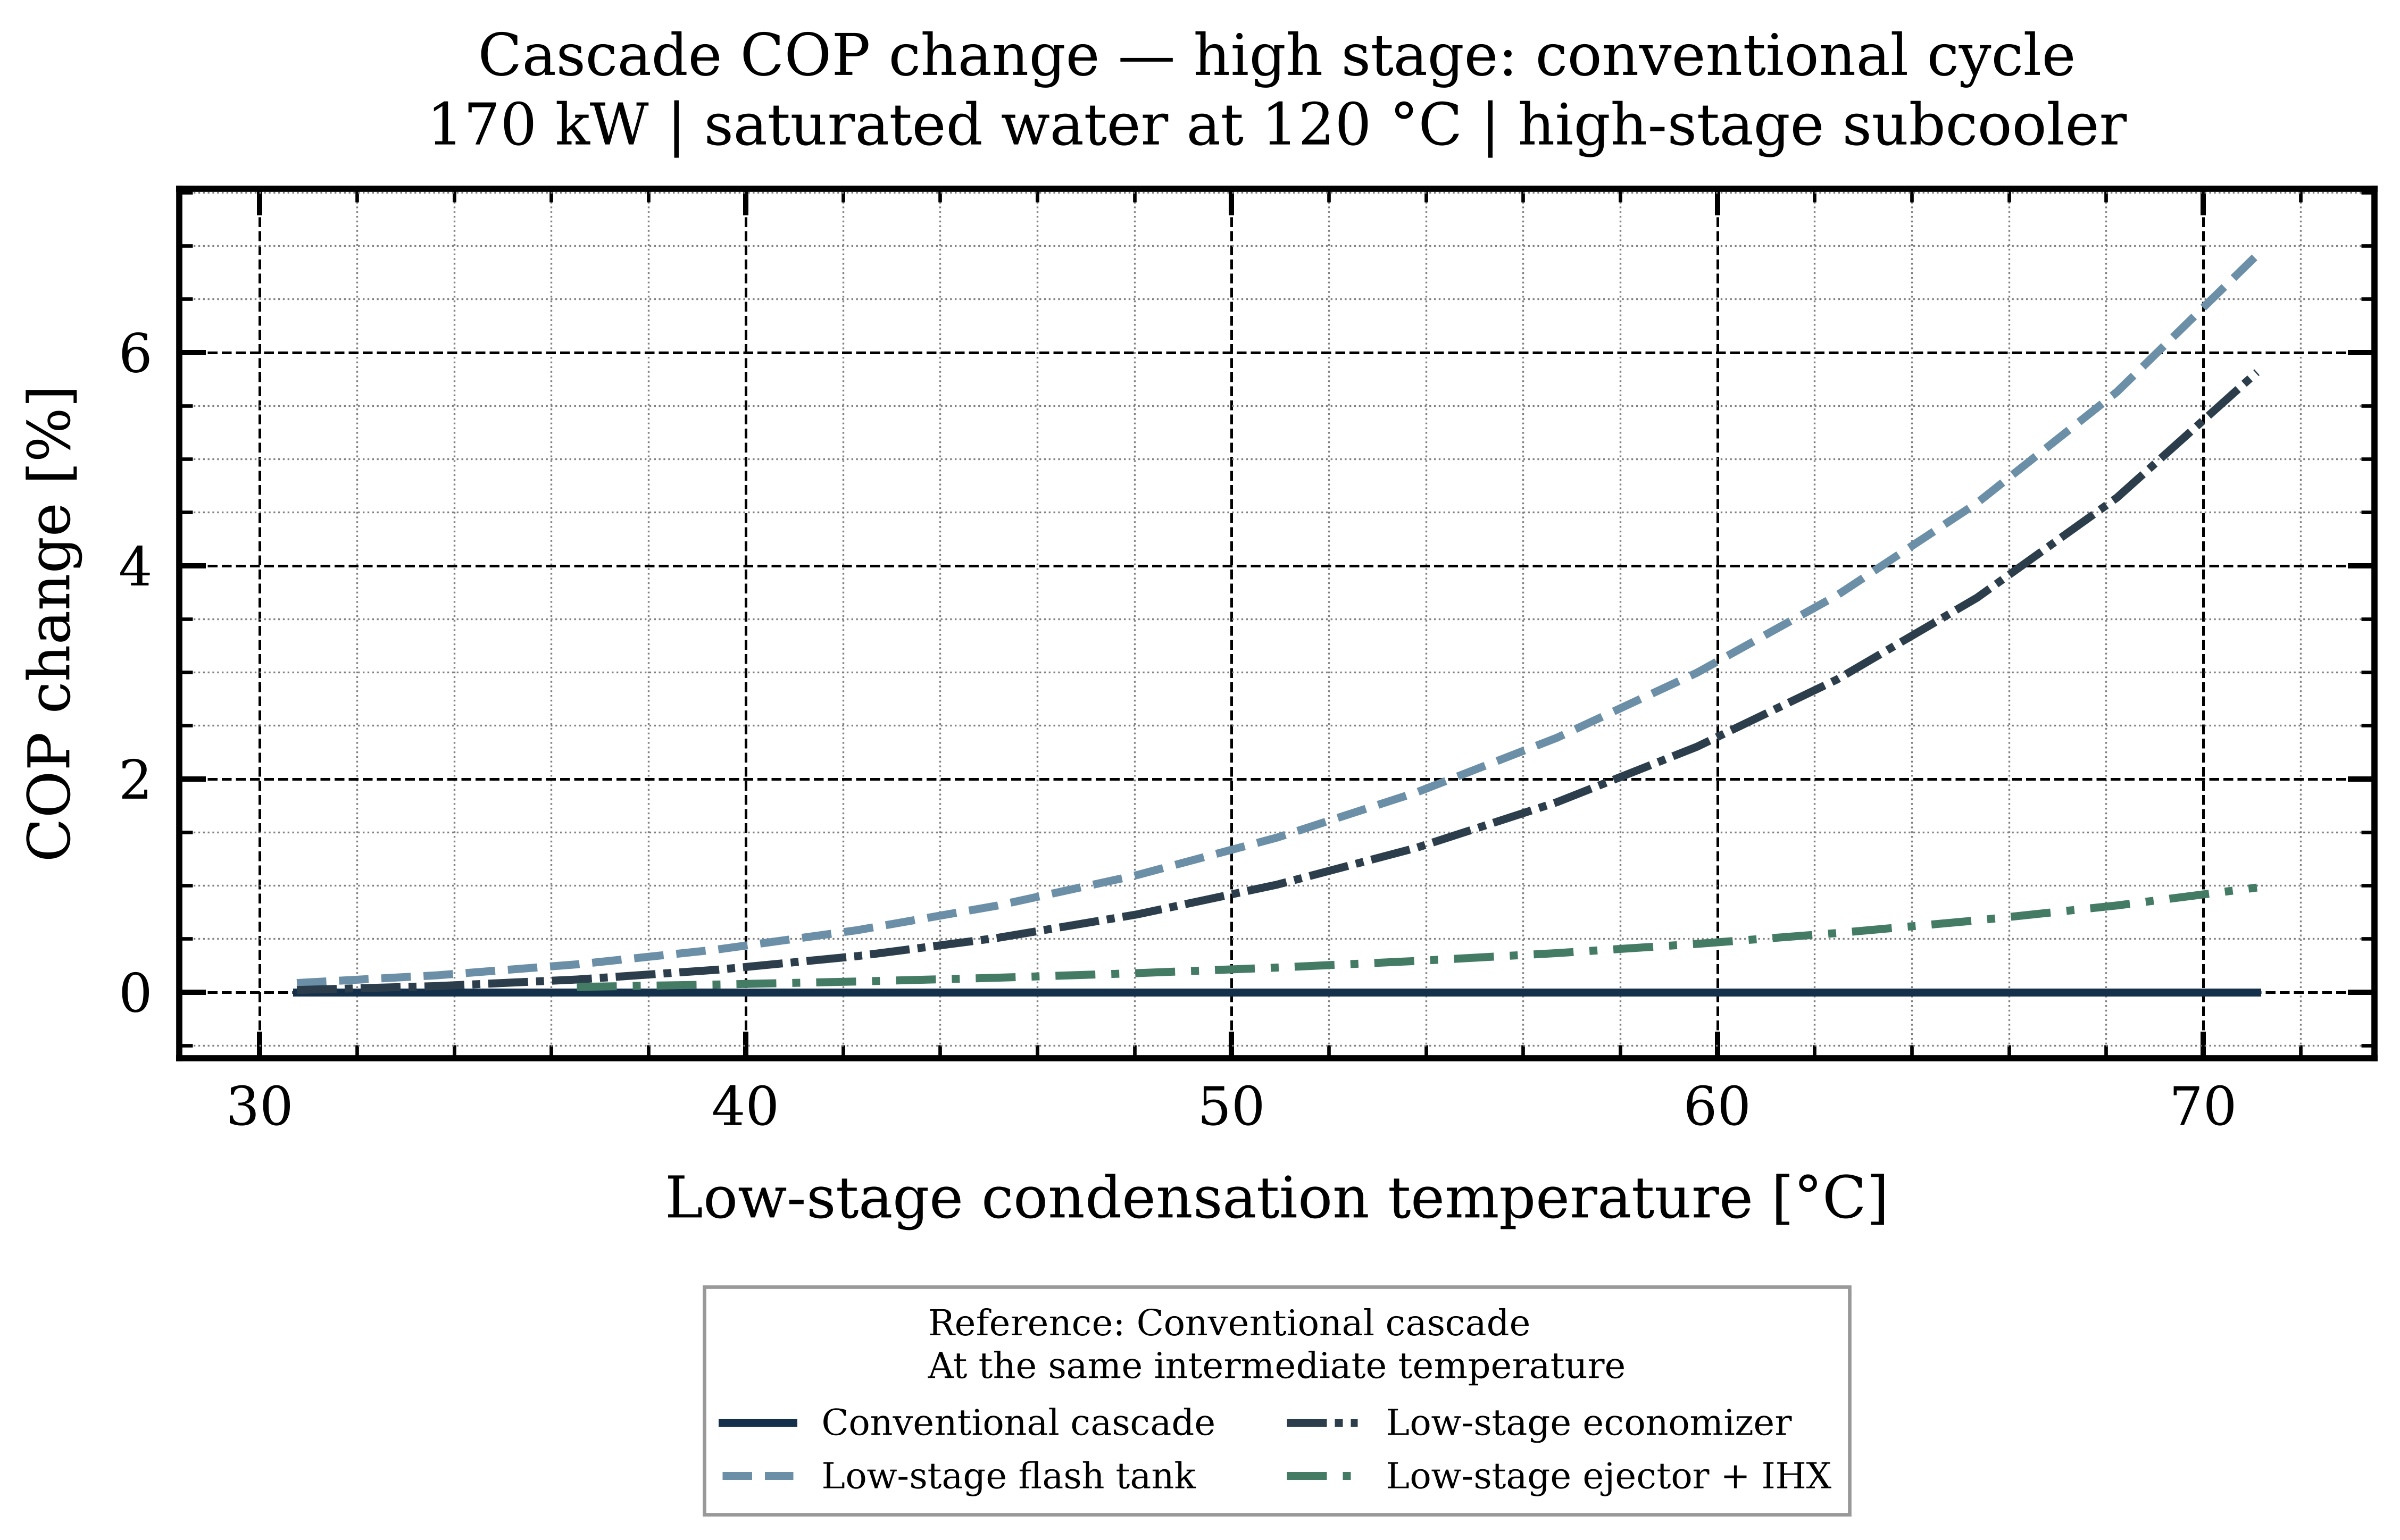 Cascade COP change — high stage: conventional cycle
170 kW | saturated water at 120 °C | high-stage subcooler
COP change [%]
6
4
2
0
30 40 50 60 70
Low-stage condensation temperature [°C]
Reference: Conventional cascade
At the same intermediate temperature
Conventional cascade Low-stage economizer
Low-stage flash tank Low-stage ejector + IHX